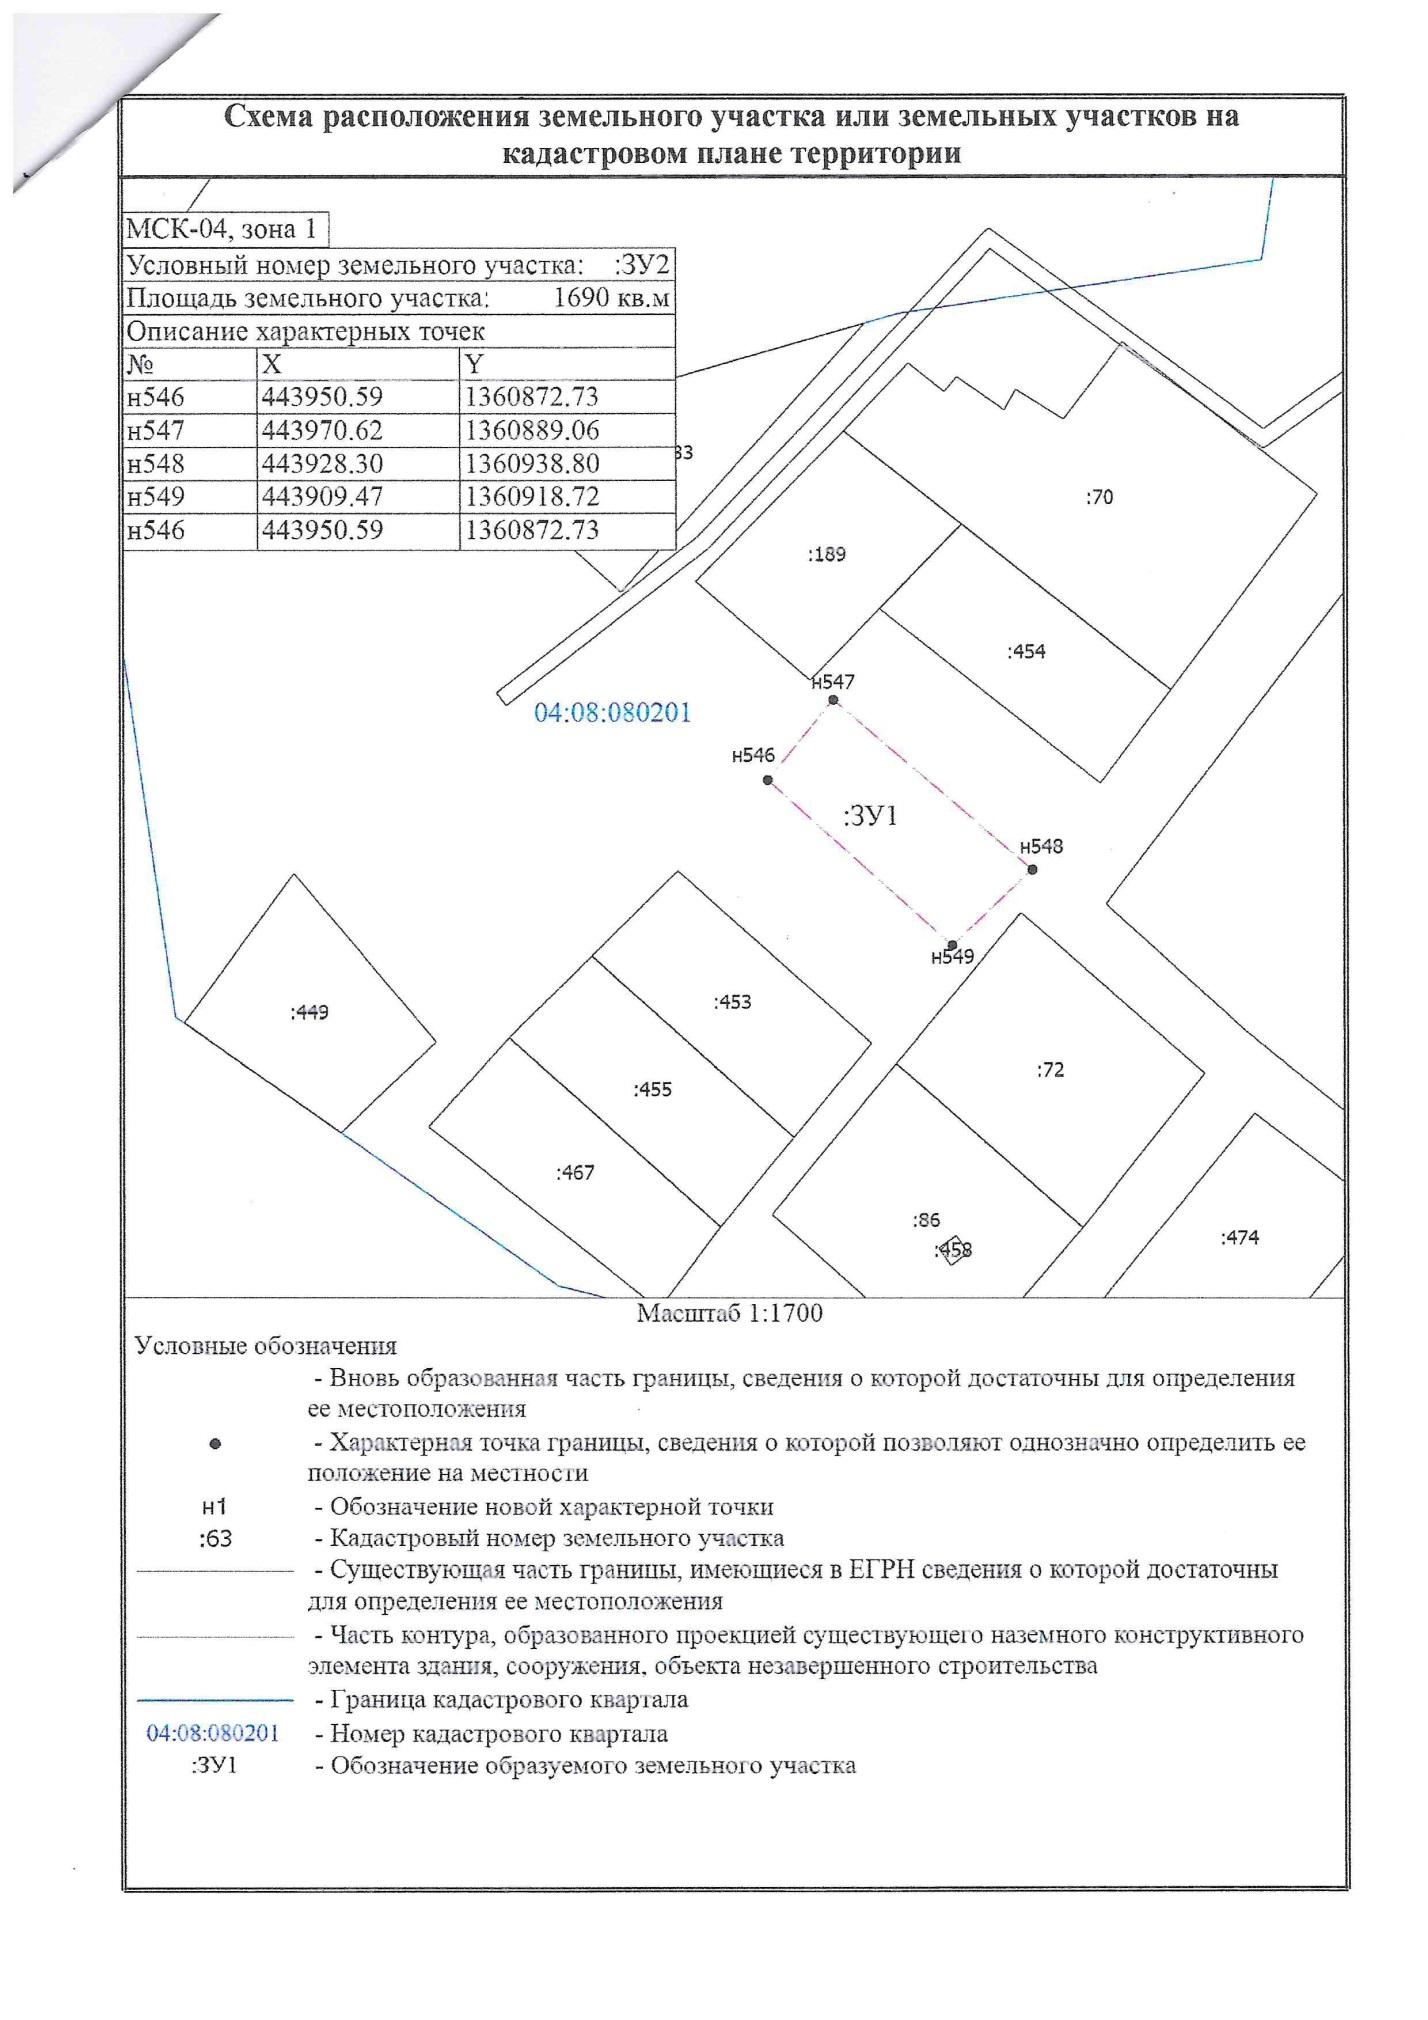 Схема расположения земельного участка или земельных участков на
кадастровом плане территории
МСК-04, зона 1
Условный номер земельного участка: :ЗУ2
Площадь земельного участка: 1690 кв.м
Описание характерных точек
№ X Y
н546 443950.59 1360872.73
н547 443970.62 1360889.06
н548 443928.30 1360938.80
н549 443909.47 1360918.72
н546 443950.59 1360872.73
:70
:189
:454
н547
04:08:080201
н546
:ЗУ1
н548
н549
:453
:449
:72
:455
:467
:86
:474
:458
Масштаб 1:1700
Условные обозначения
- Вновь образованная часть границы, сведения о которой достаточны для определения
ее местоположения
- Характерная точка границы, сведения о которой позволяют однозначно определить ее
положение на местности
н1 - Обозначение новой характерной точки
:63 - Кадастровый номер земельного участка
- Существующая часть границы, имеющиеся в ЕГРН сведения о которой достаточны
для определения ее местоположения
- Часть контура, образованного проекцией существующего наземного конструктивного
элемента здания, сооружения, объекта незавершенного строительства
- Граница кадастрового квартала
04:08:080201 - Номер кадастрового квартала
:ЗУ1 - Обозначение образуемого земельного участка